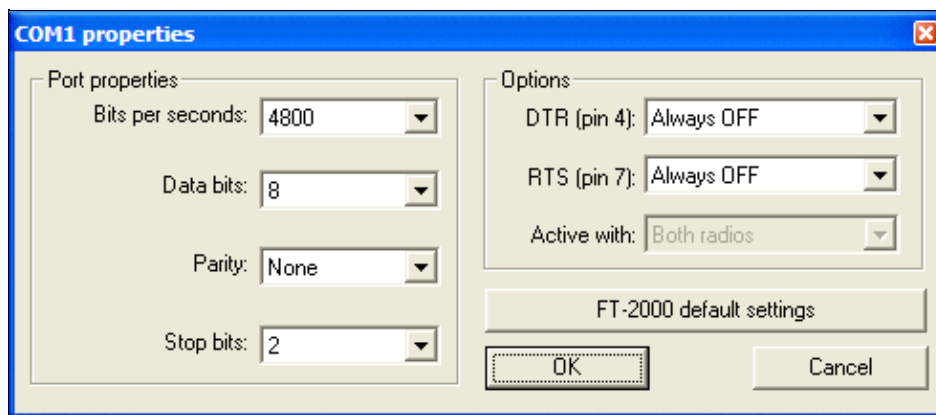 COM1 properties
Port properties
Bits per seconds: 4800
Data bits: 8
Parity: None
Stop bits: 2
Options
DTR (pin 4): Always OFF
RTS (pin 7): Always OFF
Active with: Both radios
FT-2000 default settings
OK Cancel